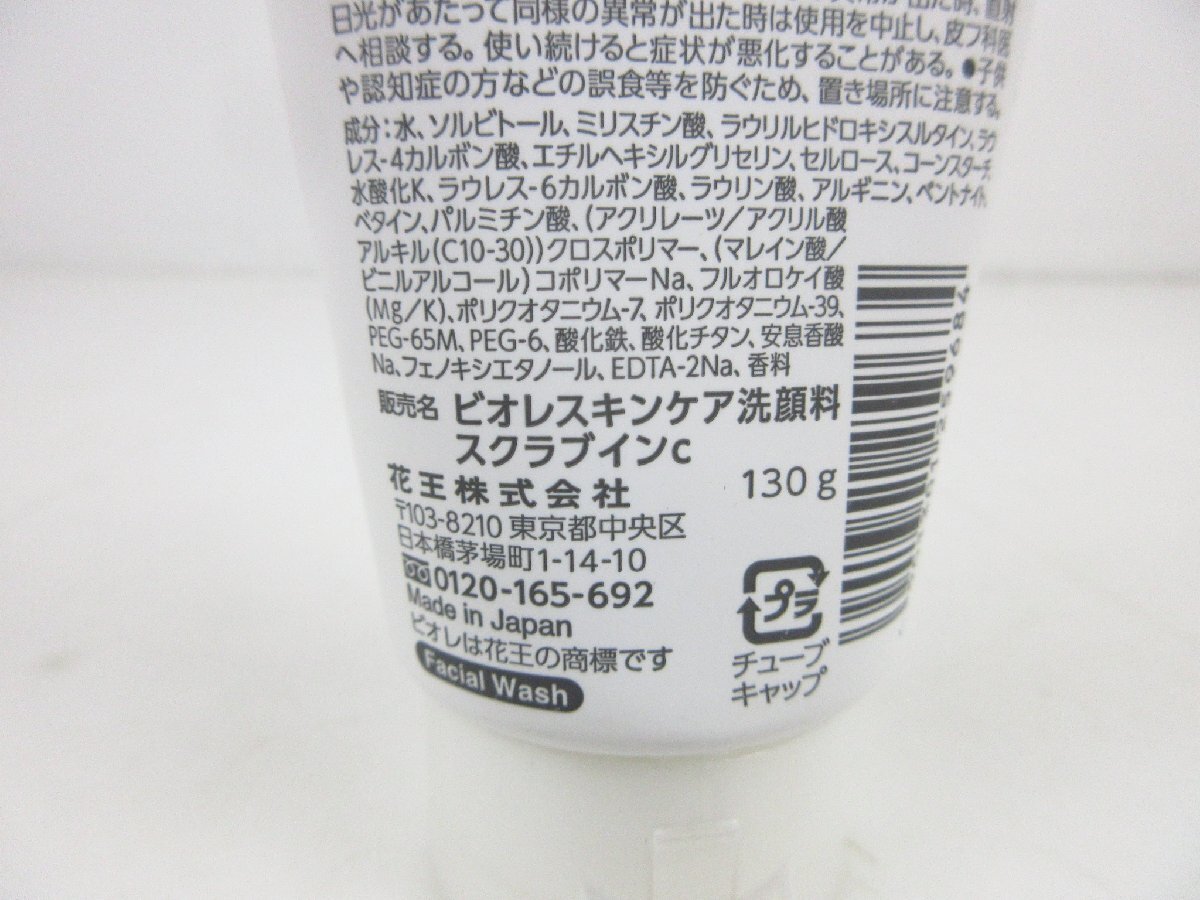 日光があたって同様の異常が出た時は使用を中止し、皮フ科医
へ相談する。使い続けると症状が悪化することがある。●子供
や認知症の方などの誤食等を防ぐため、置き場所に注意する。
成分:水、ソルビトール、ミリスチン酸、ラウリルヒドロキシスルタイン、ラウ
レス-4カルボン酸、エチルヘキシルグリセリン、セルロース、コーンスターチ、
水酸化K、ラウレス-6カルボン酸、ラウリン酸、アルギニン、ベントナイト、
ベタイン、パルミチン酸、(アクリレーツ/アクリル酸
アルキル(C10-30))クロスポリマー、(マレイン酸/
ビニルアルコール)コポリマーNa、フルオロケイ酸
(Mg/K)、ポリクオタニウム-7、ポリクオタニウム-39、
PEG-65M、PEG-6、酸化鉄、酸化チタン、安息香酸
Na、フェノキシエタノール、EDTA-2Na、香料
販売名 ビオレスキンケア洗顔料
スクラブインc
花王株式会社 130g
〒103-8210 東京都中央区
日本橋茅場町1-14-10
0120-165-692
Made in Japan
ビオレは花王の商標です
Facial Wash
プラ
チューブ
キャップ